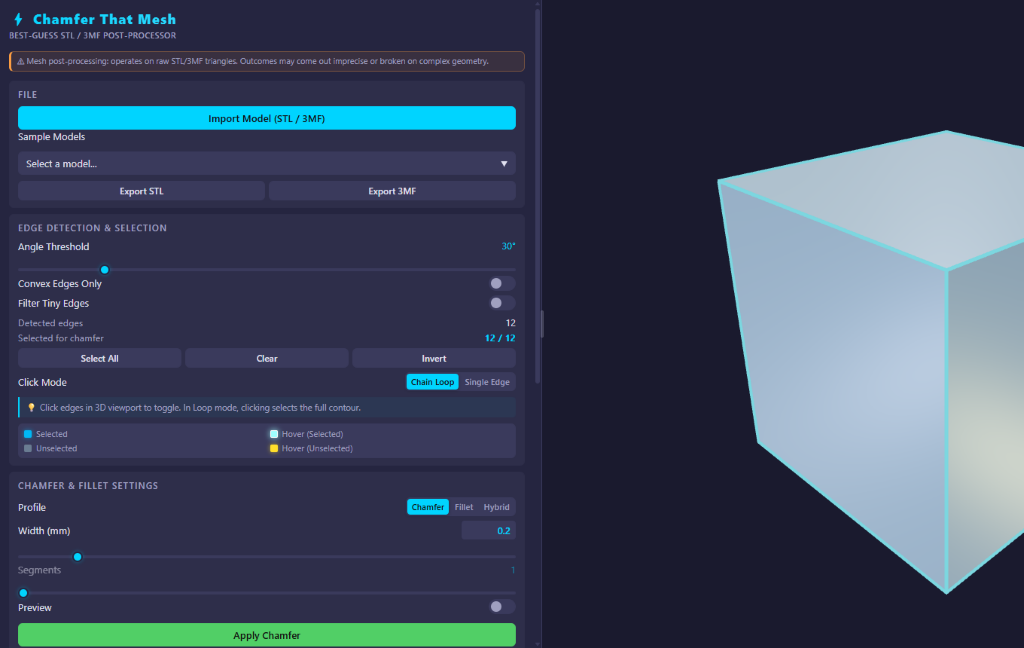 Chamfer That Mesh
BEST-GUESS STL / 3MF POST-PROCESSOR
⚠ Mesh post-processing: operates on raw STL/3MF triangles. Outcomes may come out imprecise or broken on complex geometry.
FILE
Import Model (STL / 3MF)
Sample Models
Select a model...
Export STL
Export 3MF
EDGE DETECTION & SELECTION
Angle Threshold
30°
Convex Edges Only
Filter Tiny Edges
Detected edges
12
Selected for chamfer
12 / 12
Select All
Clear
Invert
Click Mode
Chain Loop
Single Edge
💡 Click edges in 3D viewport to toggle. In Loop mode, clicking selects the full contour.
Selected
Hover (Selected)
Unselected
Hover (Unselected)
CHAMFER & FILLET SETTINGS
Profile
Chamfer
Fillet
Hybrid
Width (mm)
0.2
Segments
1
Preview
Apply Chamfer